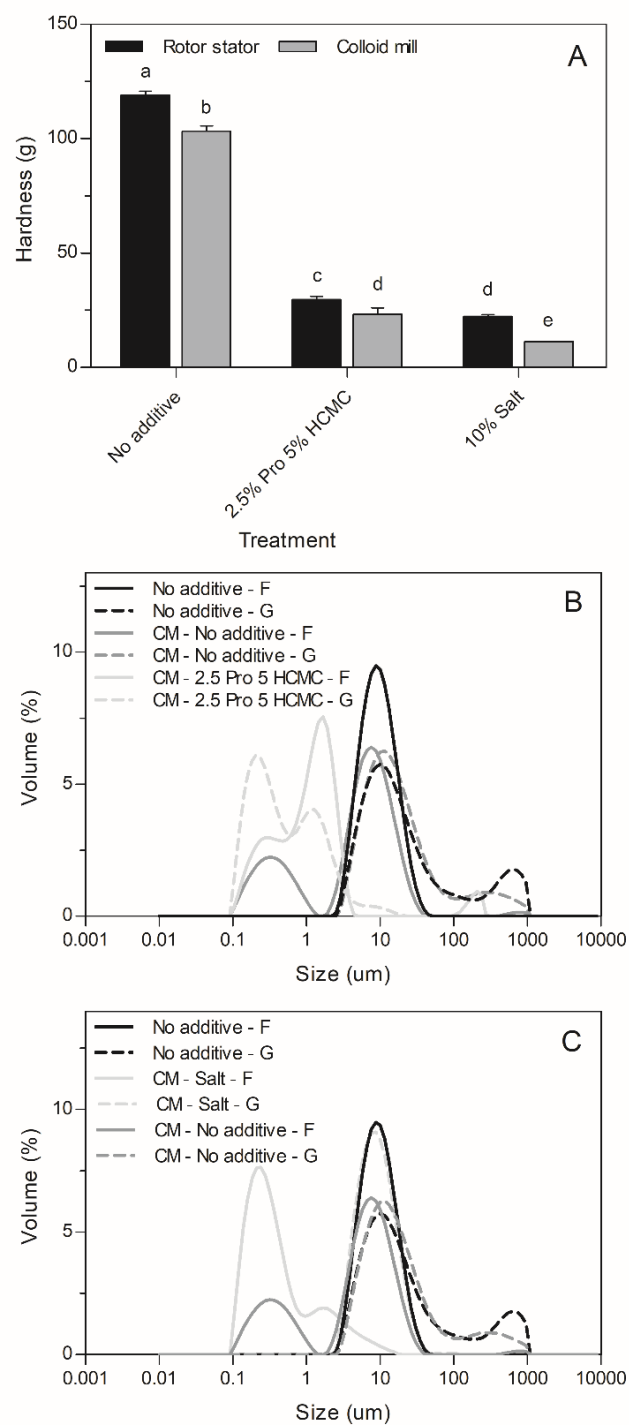 150
Rotor stator Colloid mill A
a
b
100
Hardness (g)
50
c
d
d
e
0
No additive
2.5% Pro 5% HCMC
10% Salt
Treatment
B
No additive - F
No additive - G
CM - No additive - F
CM - No additive - G
CM - 2.5 Pro 5 HCMC - F
CM - 2.5 Pro 5 HCMC - G
10
Volume (%)
5
0
0.001 0.01 0.1 1 10 100 1000 10000
Size (um)
C
No additive - F
No additive - G
CM - Salt - F
CM - Salt - G
CM - No additive - F
CM - No additive - G
10
Volume (%)
5
0
0.001 0.01 0.1 1 10 100 1000 10000
Size (um)